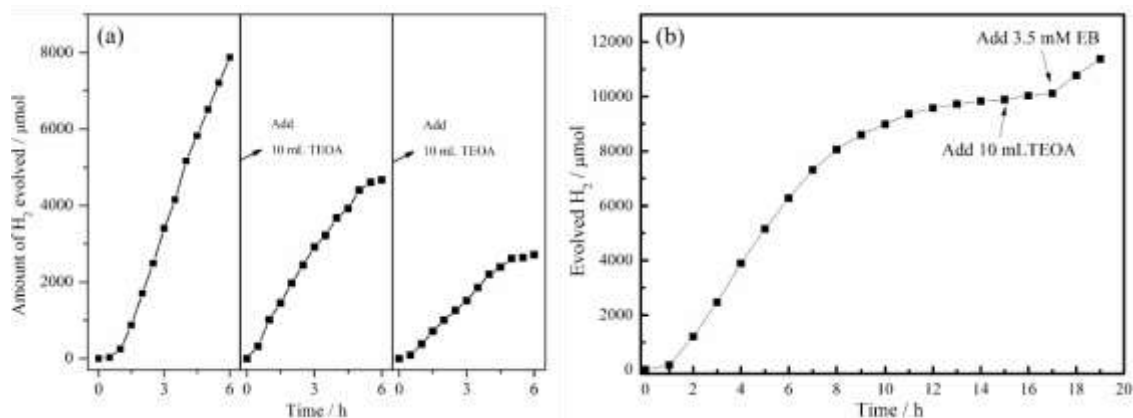 (a)
Amount of H2 evolved / μmol
8000
6000
4000
2000
0
Add
10 mL TEOA
Add
10 mL TEOA
0 3 6 0 3 6 0 3 6
Time / h
(b)
Evolved H2 / μmol
12000
10000
8000
6000
4000
2000
0
Add 3.5 mM EB
Add 10 mLTEOA
0 2 4 6 8 10 12 14 16 18 20
Time / h